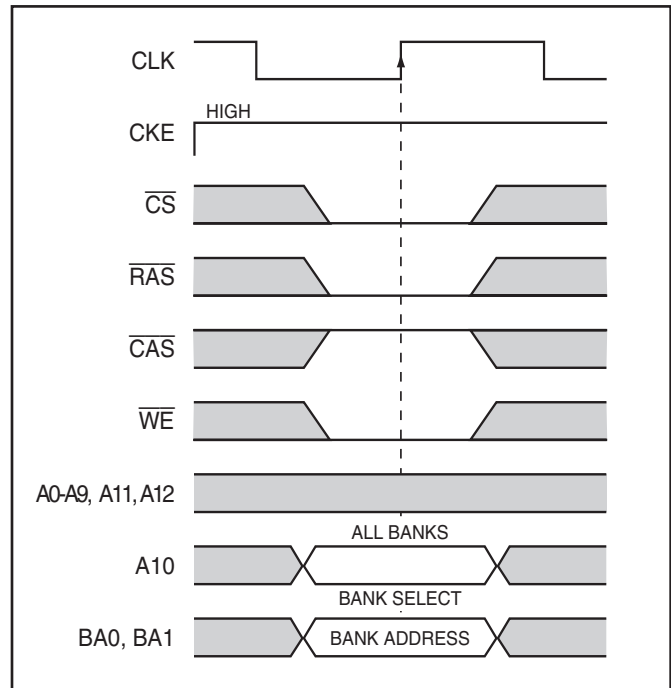 CLK
HIGH
CKE
CS
RAS
CAS
WE
A0-A9, A11, A12
ALL BANKS
A10
BANK SELECT
BA0, BA1 BANK ADDRESS